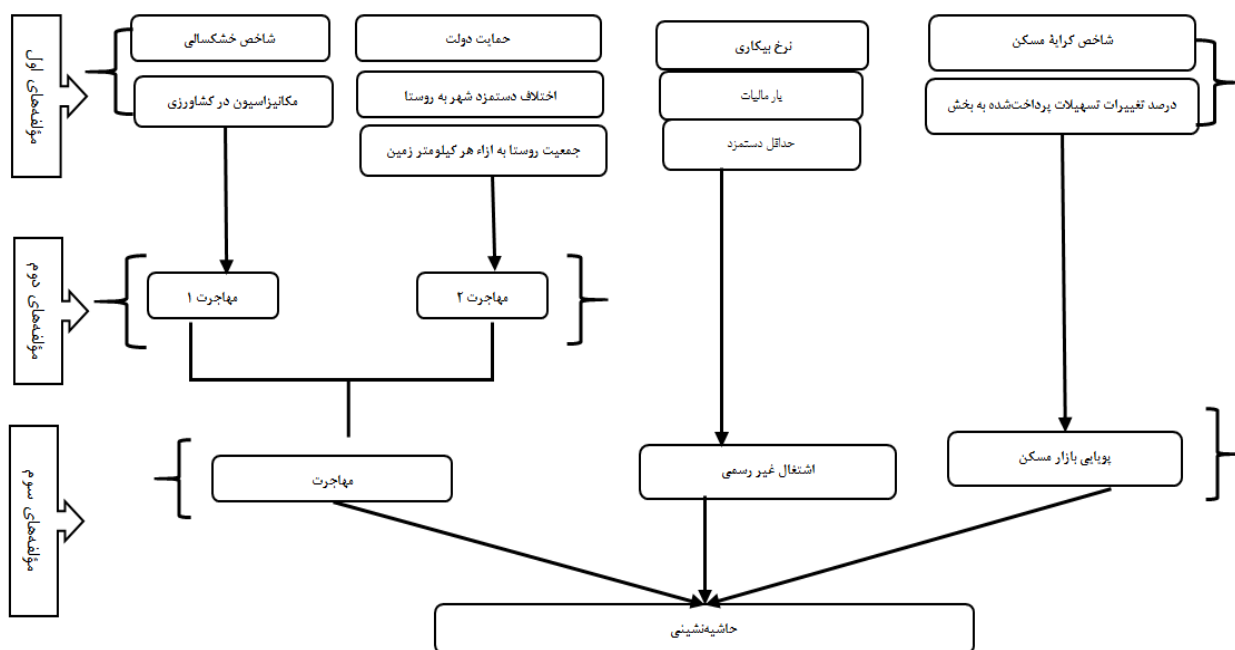 مؤلفه‌های اول
شاخص کرایهٔ مسکن
درصد تغییرات تسهیلات پرداخت‌شده به بخش
نرخ بیکاری
بار مالیات
حداقل دستمزد
حمایت دولت
اختلاف دستمزد شهر به روستا
جمعیت روستا به ازاء هر کیلومتر زمین
شاخص خشکسالی
مکانیزاسیون در کشاورزی
مؤلفه‌های دوم
مهاجرت ۲
مهاجرت ۱
مؤلفه‌های سوم
پویایی بازار مسکن
اشتغال غیر رسمی
مهاجرت
حاشیه‌نشینی